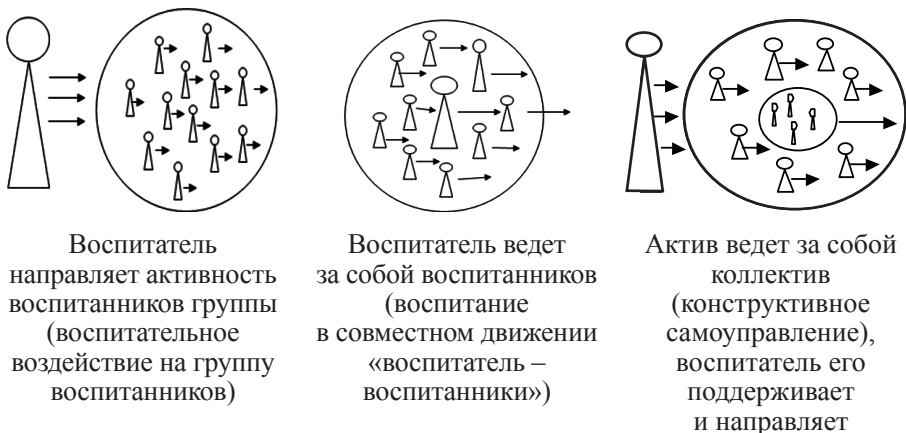 Воспитатель
направляет активность
воспитанников группы
(воспитательное
воздействие на группу
воспитанников)
Воспитатель ведет
за собой воспитанников
(воспитание
в совместном движении
«воспитатель –
воспитанники»)
Актив ведет за собой
коллектив
(конструктивное
самоуправление),
воспитатель его
поддерживает
и направляет